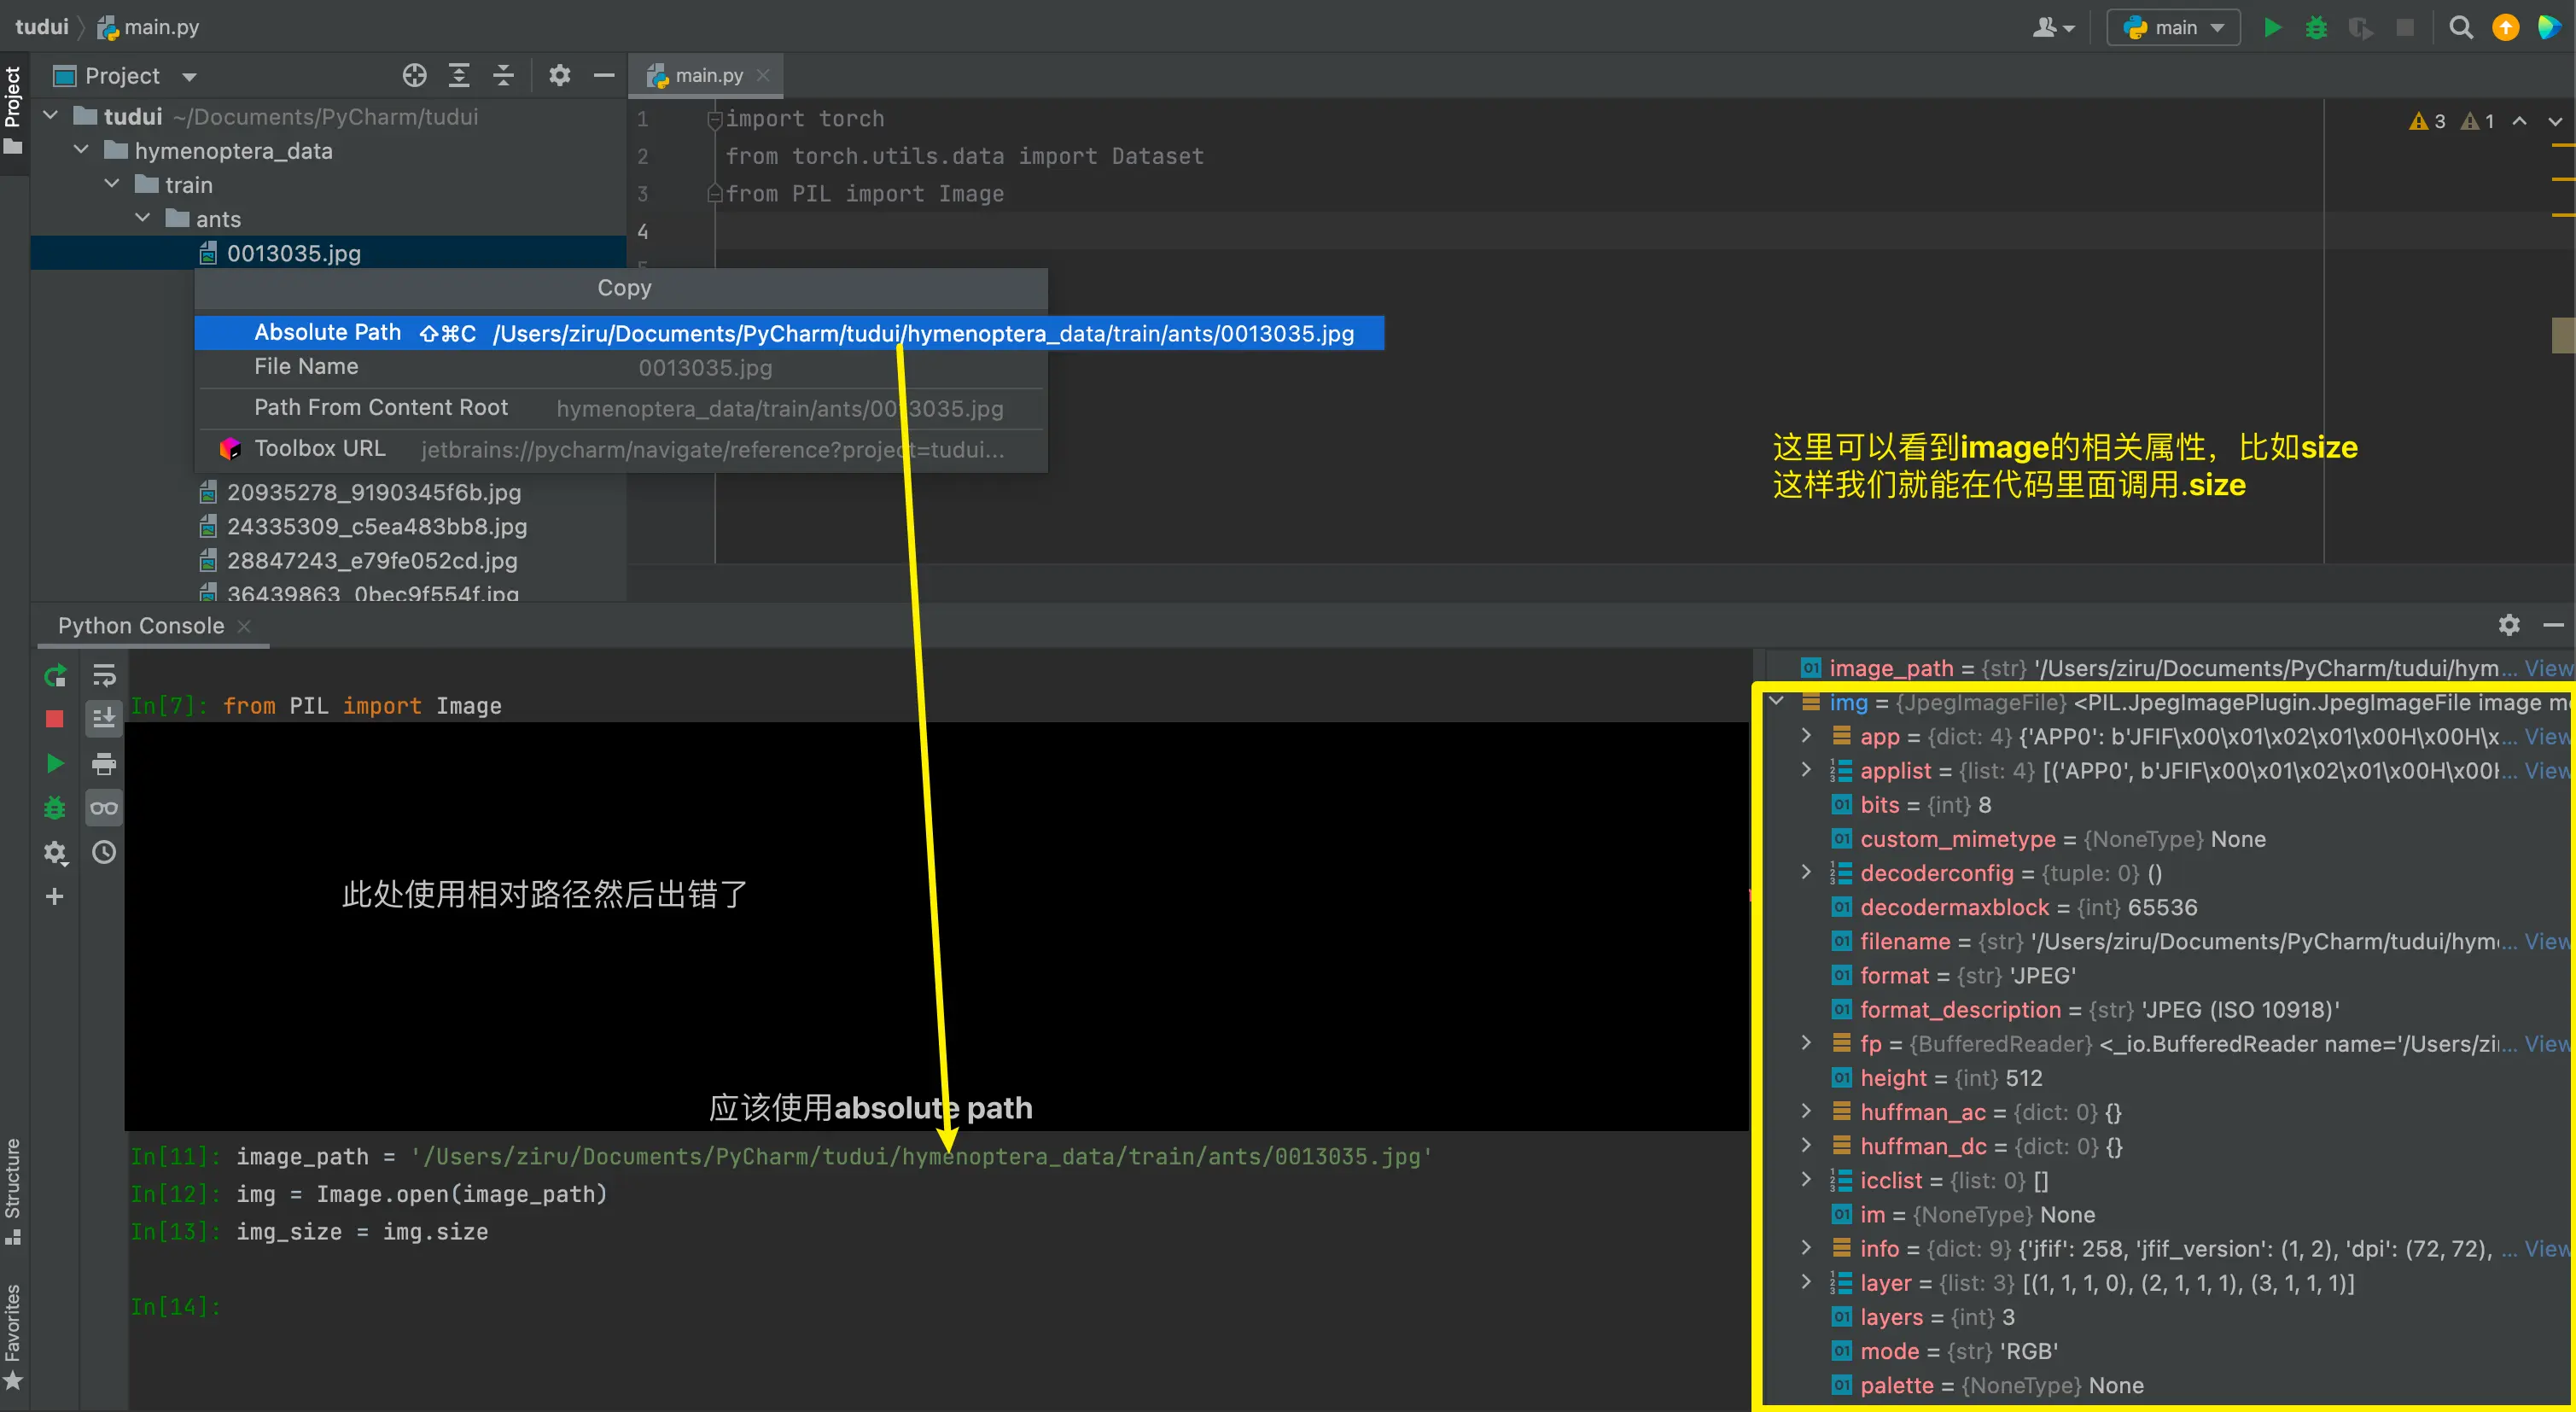 tudui
main.py
main
Project
Project
main.py
tudui ~/Documents/PyCharm/tudui
hymenoptera_data
train
ants
0013035.jpg
1 import torch
2 from torch.utils.data import Dataset
3 from PIL import Image
4
5
3 1
Copy
Absolute Path ⇧⌘C /Users/ziru/Documents/PyCharm/tudui/hymenoptera_data/train/ants/0013035.jpg
File Name 0013035.jpg
Path From Content Root hymenoptera_data/train/ants/0013035.jpg
Toolbox URL jetbrains://pycharm/navigate/reference?project=tudui...
20935278_9190345f6b.jpg
24335309_c5ea483bb8.jpg
28847243_e79fe052cd.jpg
36439863_0bec9f554f.jpg
这里可以看到image的相关属性，比如size
这样我们就能在代码里面调用.size
Python Console
In[7]: from PIL import Image
此处使用相对路径然后出错了
应该使用absolute path
In[11]: image_path = '/Users/ziru/Documents/PyCharm/tudui/hymenoptera_data/train/ants/0013035.jpg'
In[12]: img = Image.open(image_path)
In[13]: img_size = img.size
In[14]:
image_path = {str} '/Users/ziru/Documents/PyCharm/tudui/hym... View
img = {JpegImageFile} <PIL.JpegImagePlugin.JpegImageFile image m
app = {dict: 4} {'APP0': b'JFIF\x00\x01\x02\x01\x00H\x00H\x... View
applist = {list: 4} [('APP0', b'JFIF\x00\x01\x02\x01\x00H\x00H... View
bits = {int} 8
custom_mimetype = {NoneType} None
decoderconfig = {tuple: 0} ()
decodermaxblock = {int} 65536
filename = {str} '/Users/ziru/Documents/PyCharm/tudui/hym... View
format = {str} 'JPEG'
format_description = {str} 'JPEG (ISO 10918)'
fp = {BufferedReader} <_io.BufferedReader name='/Users/zi... View
height = {int} 512
huffman_ac = {dict: 0} {}
huffman_dc = {dict: 0} {}
icclist = {list: 0} []
im = {NoneType} None
info = {dict: 9} {'jfif': 258, 'jfif_version': (1, 2), 'dpi': (72, 72), ... View
layer = {list: 3} [(1, 1, 1, 0), (2, 1, 1, 1), (3, 1, 1, 1)]
layers = {int} 3
mode = {str} 'RGB'
palette = {NoneType} None
Structure
Favorites